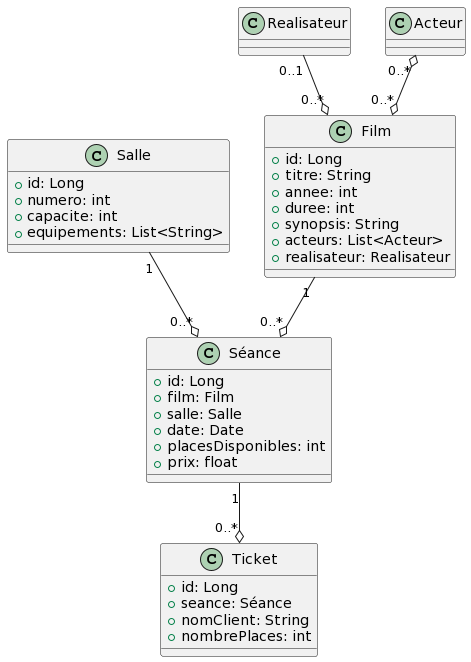 Realisateur
Acteur
0..1
0..*
0..*
0..*
Film
id: Long
titre: String
annee: int
duree: int
synopsis: String
acteurs: List<Acteur>
realisateur: Realisateur
Salle
id: Long
numero: int
capacite: int
equipements: List<String>
1
1
0..*
0..*
Séance
id: Long
film: Film
salle: Salle
date: Date
placesDisponibles: int
prix: float
1
0..*
Ticket
id: Long
seance: Séance
nomClient: String
nombrePlaces: int